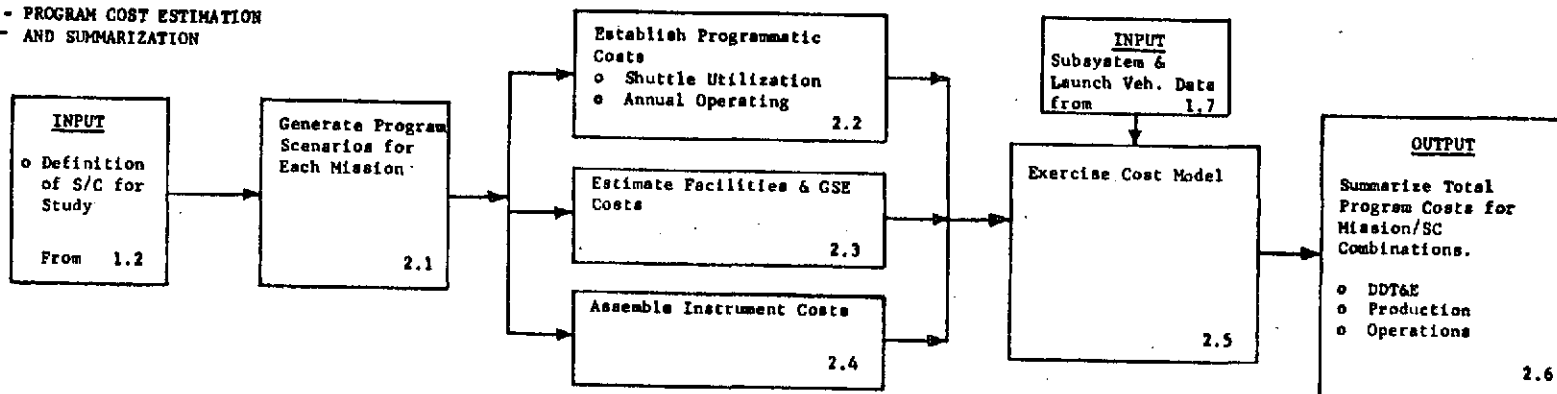 - PROGRAM COST ESTIMATION
- AND SUMMARIZATION
INPUT
o Definition
of S/C for
Study
From 1.2
Generate Program
Scenarios for
Each Mission
2.1
Establish Programmatic
Costs
o Shuttle Utilization
o Annual Operating
2.2
Estimate Facilities & GSE
Costs
2.3
Assemble Instrument Costs
2.4
INPUT
Subsystem &
Launch Veh. Data
from 1.7
Exercise Cost Model
2.5
OUTPUT
Summarize Total
Program Costs for
Mission/SC
Combinations.
o DDT&E
o Production
o Operations
2.6